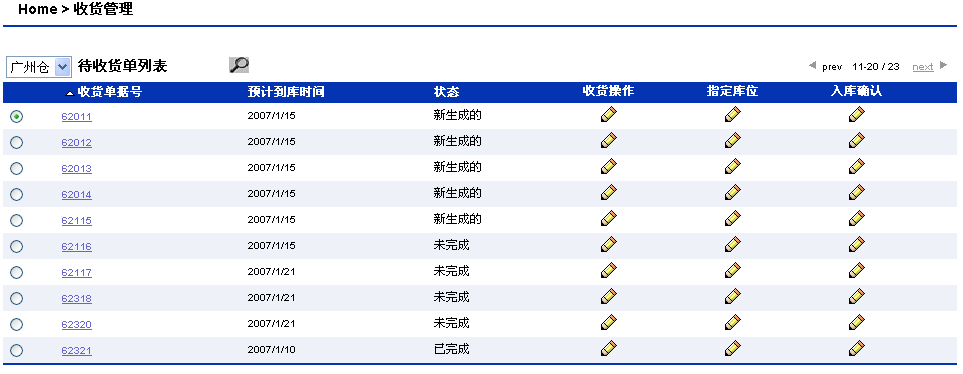 Home > 收货管理
广州仓 待收货单列表 prev 11-20 / 23 next
收货单据号 预计到库时间 状态 收货操作 指定库位 入库确认
62011 2007/1/15 新生成的
62012 2007/1/15 新生成的
62013 2007/1/15 新生成的
62014 2007/1/15 新生成的
62115 2007/1/15 新生成的
62116 2007/1/15 未完成
62117 2007/1/21 未完成
62318 2007/1/21 未完成
62320 2007/1/21 未完成
62321 2007/1/10 已完成